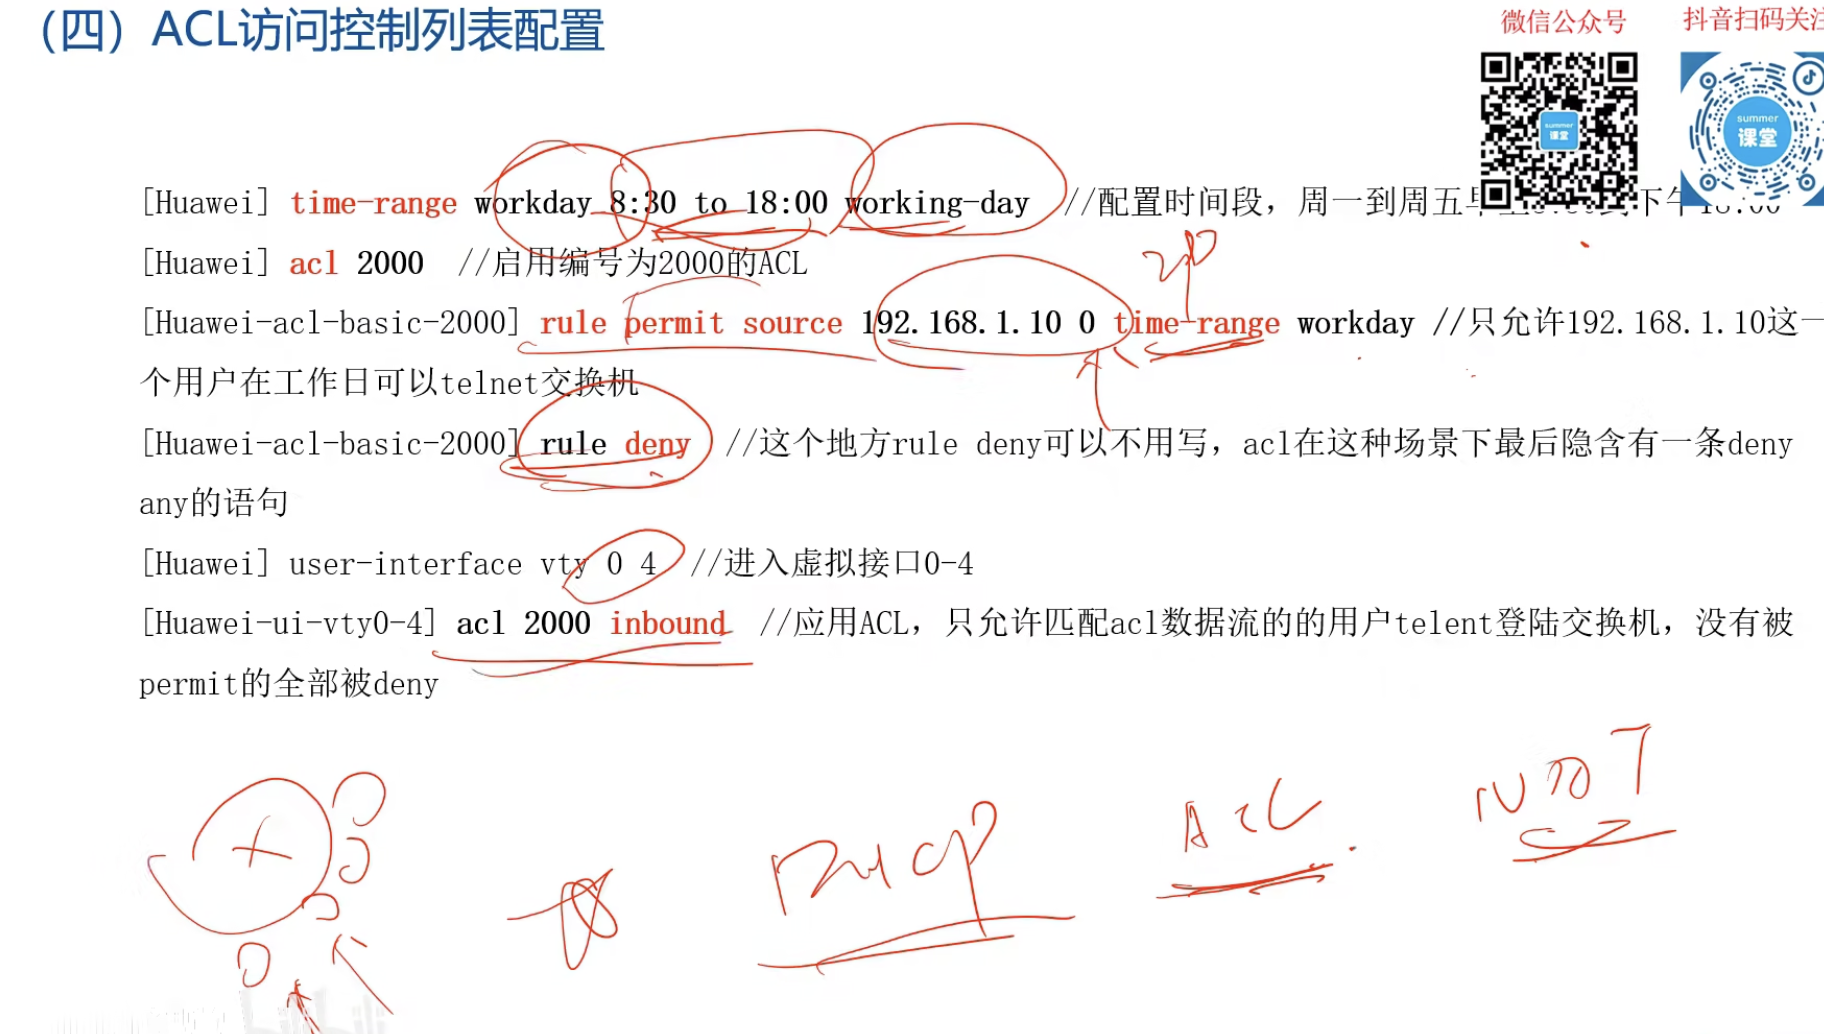 （四）ACL访问控制列表配置
微信公众号
抖音扫码关注
summer
课堂
summer
课堂
[Huawei] time-range workday 8:30 to 18:00 working-day //配置时间段，周一到周五早
下午18:00
[Huawei] acl 2000 //启用编号为2000的ACL
[Huawei-acl-basic-2000] rule permit source 192.168.1.10 0 time-range workday //只允许192.168.1.10这一
个用户在工作日可以telnet交换机
[Huawei-acl-basic-2000] rule deny //这个地方rule deny可以不用写，acl在这种场景下最后隐含有一条deny
any的语句
[Huawei] user-interface vty 0 4 //进入虚拟接口0-4
[Huawei-ui-vty0-4] acl 2000 inbound //应用ACL，只允许匹配acl数据流的的用户telent登陆交换机，没有被
permit的全部被deny
DHCP
ACL